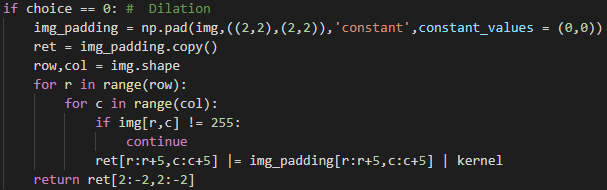 if choice == 0: #  Dilation
    img_padding = np.pad(img,((2,2),(2,2)),'constant',constant_values = (0,0))
    ret = img_padding.copy()
    row,col = img.shape
    for r in range(row):
        for c in range(col):
            if img[r,c] != 255:
                continue
            ret[r:r+5,c:c+5] |= img_padding[r:r+5,c:c+5] | kernel
    return ret[2:-2,2:-2]